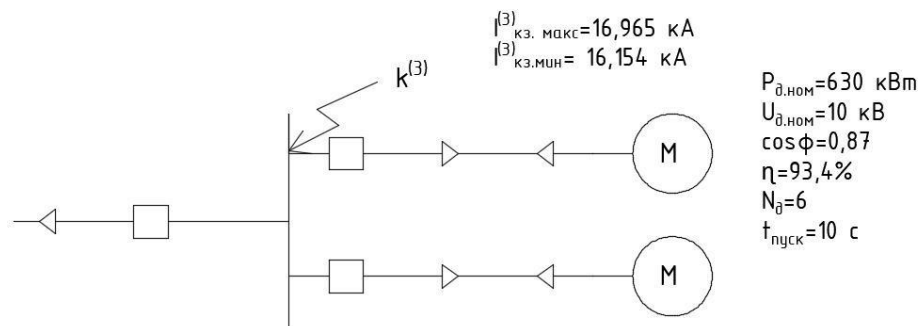 I⁽³⁾кз. макс=16,965 кА
I⁽³⁾кз.мин= 16,154 кА
k⁽³⁾
Pд.ном=630 кВт
Uд.ном=10 кВ
cosф=0,87
η=93,4%
Nд=6
tпуск=10 с
М
М